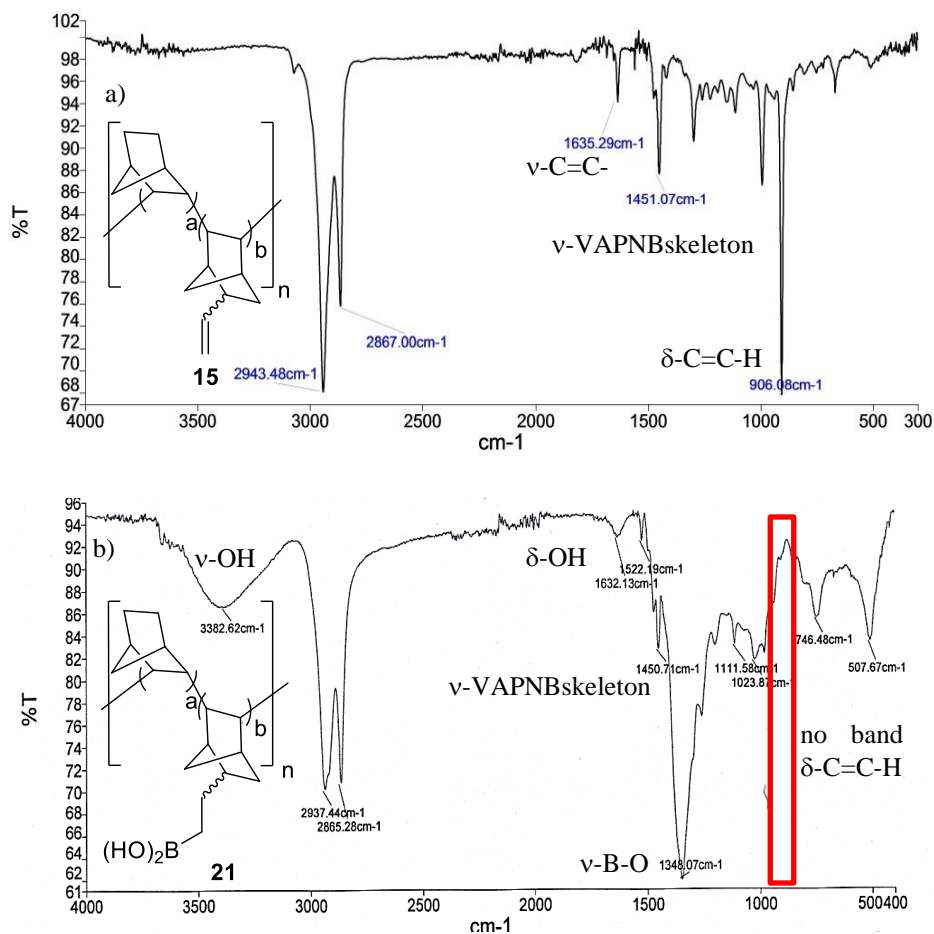 102
98
96
94
92
90
88
86
84
82
80
78
76
74
72
70
68
67
%T
a)
a
b
n
15
2943.48cm-1
2867.00cm-1
1635.29cm-1
ν-C=C-
1451.07cm-1
ν-VAPNBskeleton
δ-C=C-H
906.08cm-1
4000
3500
3000
2500
2000
1500
1000
500
300
cm-1
96
94
92
90
88
86
84
82
80
78
76
74
72
70
68
66
64
62
61
%T
b)
ν-OH
3382.62cm-1
δ-OH
1522.19cm-1
1632.13cm-1
1450.71cm-1
ν-VAPNBskeleton
1111.58cm-1
1023.87cm-1
746.48cm-1
507.67cm-1
no band
δ-C=C-H
a
b
n
2937.44cm-1
2865.28cm-1
(HO)₂B
21
ν-B-O
1348.07cm-1
4000
3500
3000
2500
2000
1500
1000
500
400
cm-1